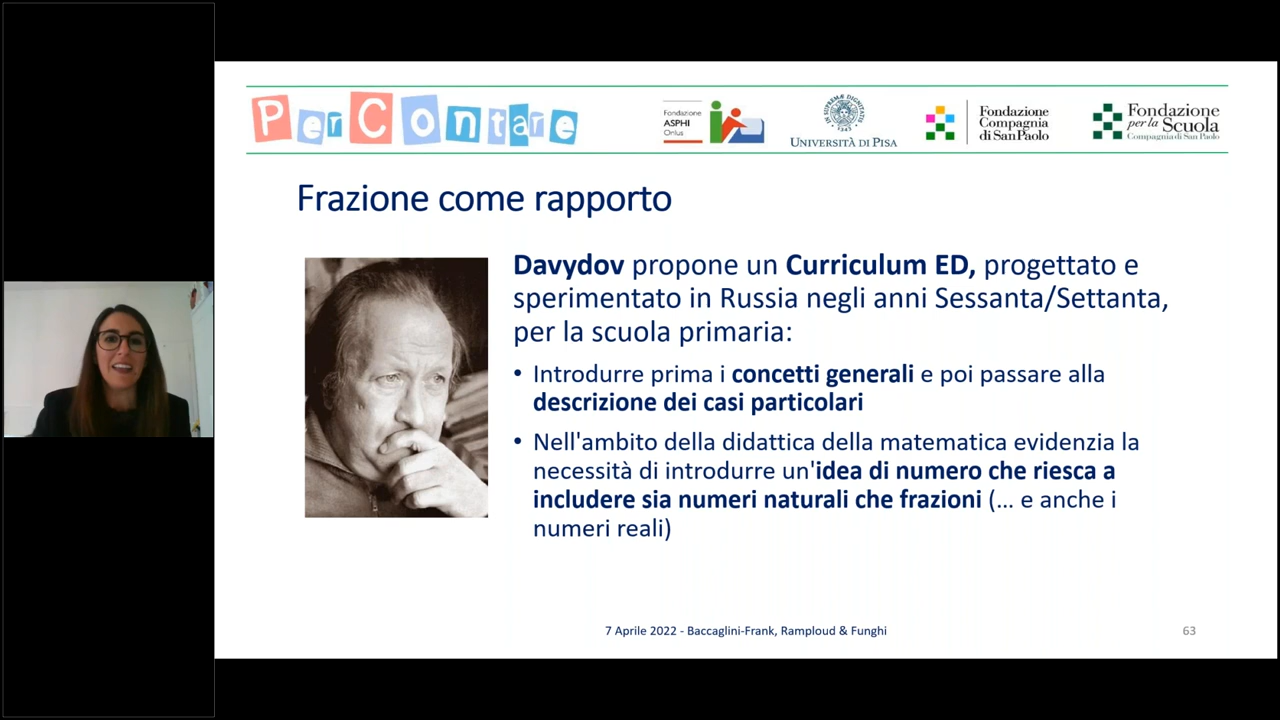 PerContare
Fondazione
ASPHI
Onlus
IN SUPREMÆ DIGNITATIS
1343
UNIVERSITÀ DI PISA
Fondazione
Compagnia
di SanPaolo
Fondazione
per la Scuola
Compagnia di San Paolo
Frazione come rapporto
Davydov propone un Curriculum ED, progettato e
sperimentato in Russia negli anni Sessanta/Settanta,
per la scuola primaria:
• Introdurre prima i concetti generali e poi passare alla
descrizione dei casi particolari
• Nell'ambito della didattica della matematica evidenzia la
necessità di introdurre un'idea di numero che riesca a
includere sia numeri naturali che frazioni (... e anche i
numeri reali)
7 Aprile 2022 - Baccaglini-Frank, Ramploud & Funghi
63